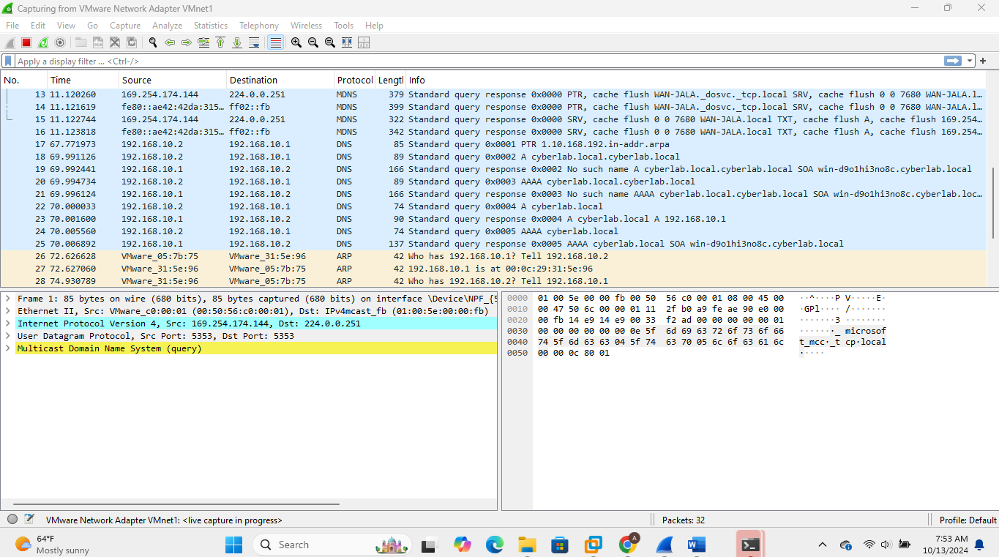 Capturing from VMware Network Adapter VMnet1
File Edit View Go Capture Analyze Statistics Telephony Wireless Tools Help
Apply a display filter ... <Ctrl-/>
No. Time Source Destination Protocol Lengtl Info
13 11.120260 169.254.174.144 224.0.0.251 MDNS 379 Standard query response 0x0000 PTR, cache flush WAN-JALA._dosvc._tcp.local SRV, cache flush 0 0 7680 WAN-JALA.l…
14 11.121619 fe80::ae42:42da:315… ff02::fb MDNS 399 Standard query response 0x0000 PTR, cache flush WAN-JALA._dosvc._tcp.local SRV, cache flush 0 0 7680 WAN-JALA.l…
15 11.122744 169.254.174.144 224.0.0.251 MDNS 322 Standard query response 0x0000 SRV, cache flush 0 0 7680 WAN-JALA.local TXT, cache flush A, cache flush 169.254…
16 11.123818 fe80::ae42:42da:315… ff02::fb MDNS 342 Standard query response 0x0000 SRV, cache flush 0 0 7680 WAN-JALA.local TXT, cache flush A, cache flush 169.254…
17 67.771973 192.168.10.2 192.168.10.1 DNS 85 Standard query 0x0001 PTR 1.10.168.192.in-addr.arpa
18 69.991126 192.168.10.2 192.168.10.1 DNS 89 Standard query 0x0002 A cyberlab.local.cyberlab.local
19 69.992441 192.168.10.1 192.168.10.2 DNS 166 Standard query response 0x0002 No such name A cyberlab.local.cyberlab.local SOA win-d9o1hi3no8c.cyberlab.local
20 69.994734 192.168.10.2 192.168.10.1 DNS 89 Standard query 0x0003 AAAA cyberlab.local.cyberlab.local
21 69.996124 192.168.10.1 192.168.10.2 DNS 166 Standard query response 0x0003 No such name AAAA cyberlab.local.cyberlab.local SOA win-d9o1hi3no8c.cyberlab.loc…
22 70.000033 192.168.10.2 192.168.10.1 DNS 74 Standard query 0x0004 A cyberlab.local
23 70.001600 192.168.10.1 192.168.10.2 DNS 90 Standard query response 0x0004 A cyberlab.local A 192.168.10.1
24 70.005560 192.168.10.2 192.168.10.1 DNS 74 Standard query 0x0005 AAAA cyberlab.local
25 70.006892 192.168.10.1 192.168.10.2 DNS 137 Standard query response 0x0005 AAAA cyberlab.local SOA win-d9o1hi3no8c.cyberlab.local
26 72.626628 VMware_05:7b:75 VMware_31:5e:96 ARP 42 Who has 192.168.10.1? Tell 192.168.10.2
27 72.627060 VMware_31:5e:96 VMware_05:7b:75 ARP 42 192.168.10.1 is at 00:0c:29:31:5e:96
28 74.930789 VMware_31:5e:96 VMware_05:7b:75 ARP 42 Who has 192.168.10.2? Tell 192.168.10.1
Frame 1: 85 bytes on wire (680 bits), 85 bytes captured (680 bits) on interface \Device\NPF_{5
Ethernet II, Src: VMware_c0:00:01 (00:50:56:c0:00:01), Dst: IPv4mcast_fb (01:00:5e:00:00:fb)
Internet Protocol Version 4, Src: 169.254.174.144, Dst: 224.0.0.251
User Datagram Protocol, Src Port: 5353, Dst Port: 5353
Multicast Domain Name System (query)
0000 01 00 5e 00 00 fb 00 50 56 c0 00 01 08 00 45 00 ··^····P V·····E·
0010 00 47 50 6c 00 00 01 11 2f b0 a9 fe ae 90 e0 00 ·GPl···· /·······
0020 00 fb 14 e9 14 e9 00 33 f2 ad 00 00 00 00 00 01 ·······3 ········
0030 00 00 00 00 00 00 0e 5f 6d 69 63 72 6f 73 6f 66 ·······_ microsof
0040 74 5f 6d 63 63 04 5f 74 63 70 05 6c 6f 63 61 6c t_mcc·_t cp·local
0050 00 00 0c 80 01 ·····
VMware Network Adapter VMnet1: <live capture in progress> Packets: 32 Profile: Default
64°F
Mostly sunny
Search
A
7:53 AM
10/13/2024